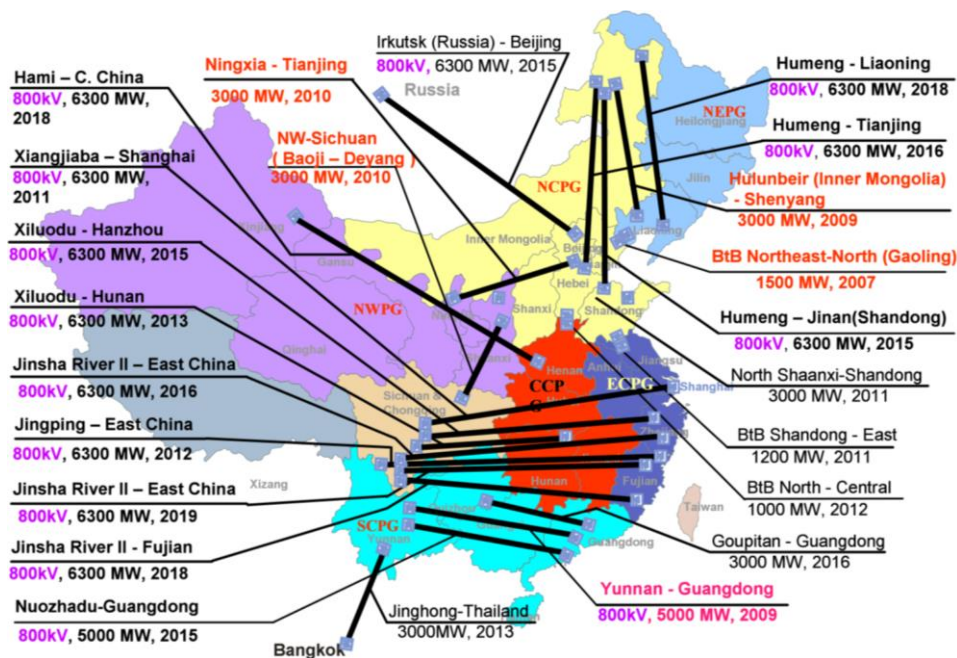 Irkutsk (Russia) - Beijing
800kV, 6300 MW, 2015
Russia
Hami – C. China
800kV, 6300 MW,
2018
Ningxia - Tianjing
3000 MW, 2010
NW-Sichuan
( Baoji – Deyang )
3000 MW, 2010
Xiangjiaba – Shanghai
800kV, 6300 MW,
2011
Xiluodu - Hanzhou
800kV, 6300 MW, 2015
Xiluodu - Hunan
800kV, 6300 MW, 2013
Jinsha River II – East China
800kV, 6300 MW, 2016
Jingping – East China
800kV, 6300 MW, 2012
Jinsha River II – East China
800kV, 6300 MW, 2019
Jinsha River II - Fujian
800kV, 6300 MW, 2018
Nuozhadu-Guangdong
800kV, 5000 MW, 2015
Humeng - Liaoning
800kV, 6300 MW, 2018
Humeng - Tianjing
800kV, 6300 MW, 2016
Hulunbeir (Inner Mongolia)
- Shenyang
3000 MW, 2009
BtB Northeast-North (Gaoling)
1500 MW, 2007
Humeng – Jinan(Shandong)
800kV, 6300 MW, 2015
North Shaanxi-Shandong
3000 MW, 2011
BtB Shandong - East
1200 MW, 2011
BtB North - Central
1000 MW, 2012
Goupitan - Guangdong
3000 MW, 2016
Yunnan - Guangdong
800kV, 5000 MW, 2009
Jinghong-Thailand
3000MW, 2013
Bangkok
NEPG
Heilongjiang
Jilin
Liaoning
NCPG
Inner Mongolia
Beijing
Hebei
Shanxi
Shandong
Xinjiang
Gansu
NWPG
Qinghai
Henan
CCP
G
Anhui
Jiangsu
ECPG
Shanghai
Sichuan &
Chongqing
Xizang
Hunan
Fujian
Taiwan
SCPG
Yunnan
Guangdong